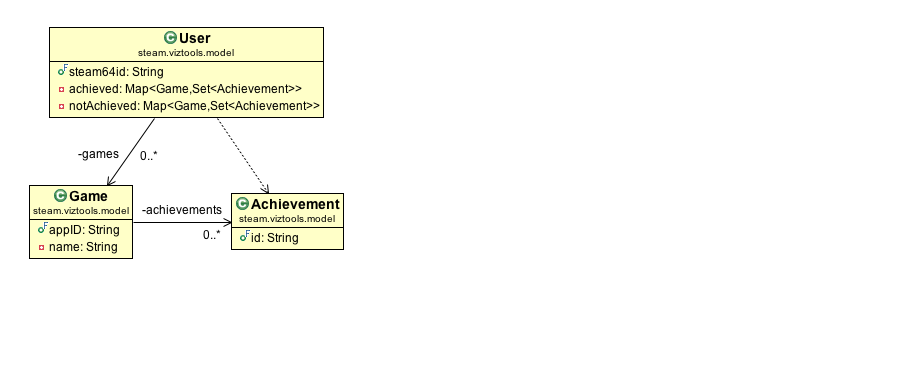 User
steam.viztools.model
steam64id: String
achieved: Map<Game,Set<Achievement>>
notAchieved: Map<Game,Set<Achievement>>
-games
0..*
Game
steam.viztools.model
appID: String
name: String
-achievements
0..*
Achievement
steam.viztools.model
id: String